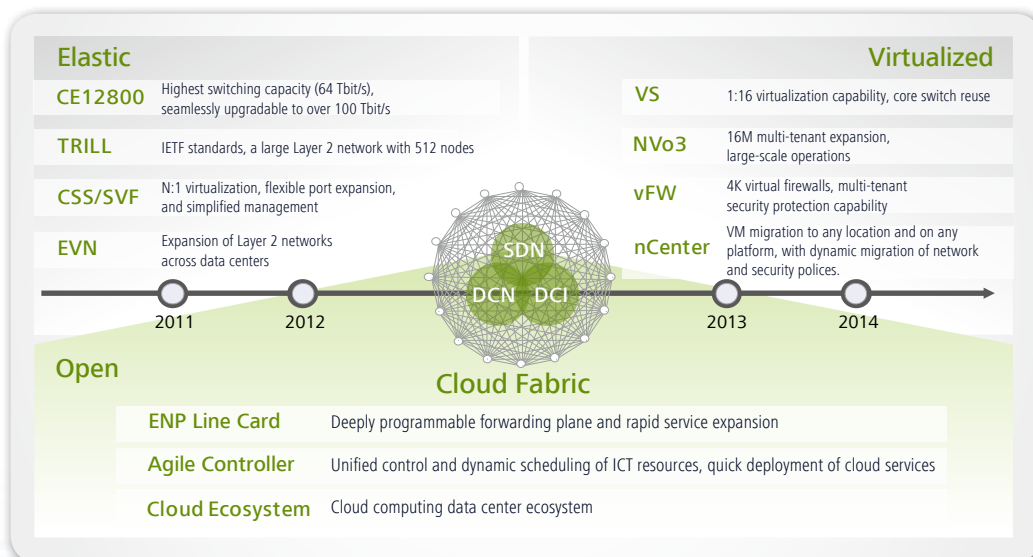 Elastic
CE12800
Highest switching capacity (64 Tbit/s),
seamlessly upgradable to over 100 Tbit/s
TRILL
IETF standards, a large Layer 2 network with 512 nodes
CSS/SVF
N:1 virtualization, flexible port expansion,
and simplified management
EVN
Expansion of Layer 2 networks
across data centers
Virtualized
VS
1:16 virtualization capability, core switch reuse
NVo3
16M multi-tenant expansion,
large-scale operations
vFW
4K virtual firewalls, multi-tenant
security protection capability
nCenter
VM migration to any location and on any
platform, with dynamic migration of network
and security polices.
SDN
DCN
DCI
2011
2012
2013
2014
Open
Cloud Fabric
ENP Line Card
Deeply programmable forwarding plane and rapid service expansion
Agile Controller
Unified control and dynamic scheduling of ICT resources, quick deployment of cloud services
Cloud Ecosystem
Cloud computing data center ecosystem